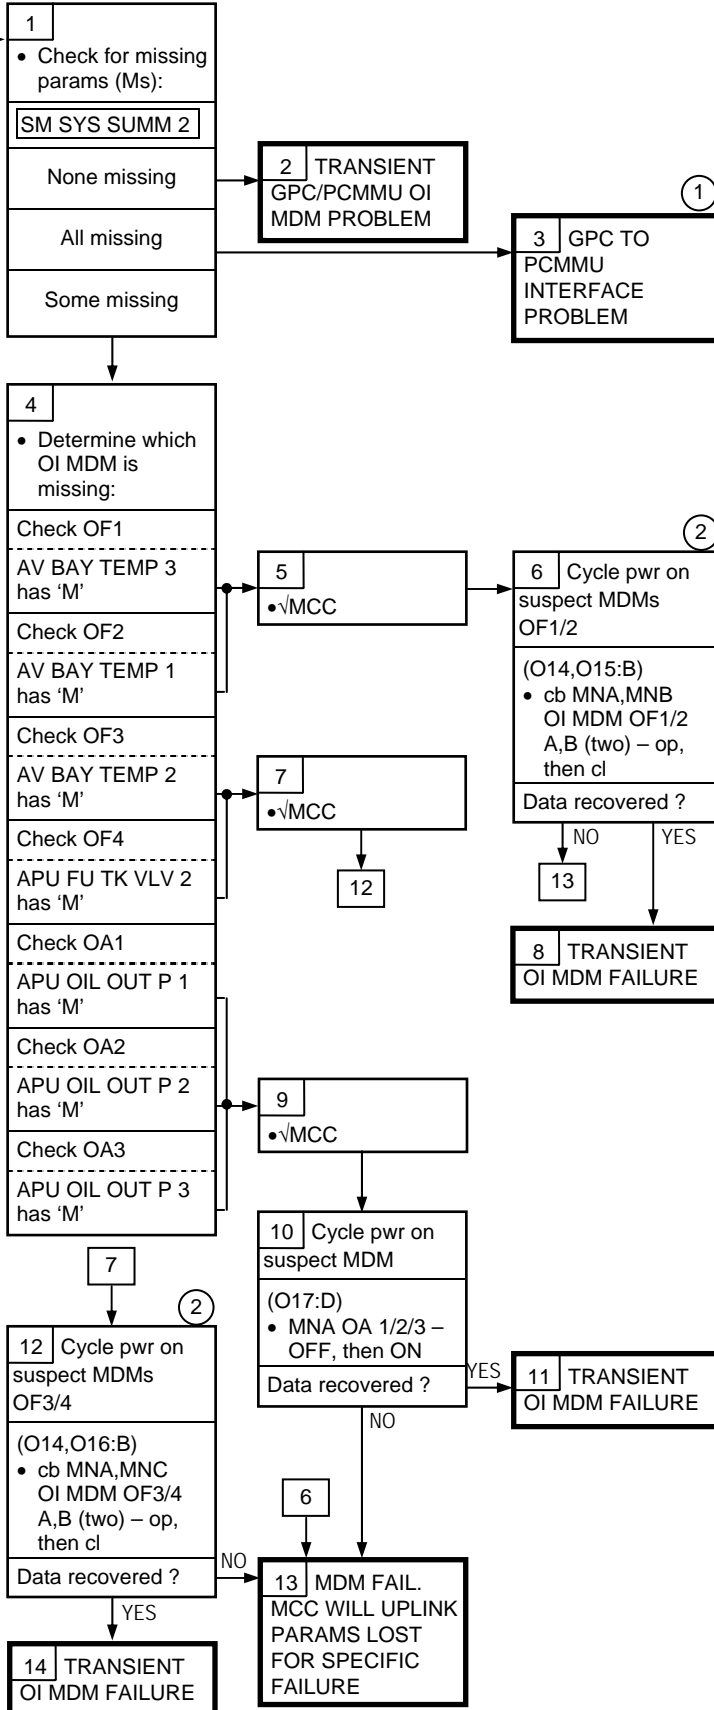 1
• Check for missing
params (Ms):
SM SYS SUMM 2
None missing
All missing
Some missing
2 TRANSIENT
GPC/PCMMU OI
MDM PROBLEM
1
3 GPC TO
PCMMU
INTERFACE
PROBLEM
4
• Determine which
OI MDM is
missing:
Check OF1
AV BAY TEMP 3
has ‘M’
Check OF2
AV BAY TEMP 1
has ‘M’
Check OF3
AV BAY TEMP 2
has ‘M’
Check OF4
APU FU TK VLV 2
has ‘M’
Check OA1
APU OIL OUT P 1
has ‘M’
Check OA2
APU OIL OUT P 2
has ‘M’
Check OA3
APU OIL OUT P 3
has ‘M’
5
•√MCC
2
6 Cycle pwr on
suspect MDMs
OF1/2
(O14,O15:B)
• cb MNA,MNB
OI MDM OF1/2
A,B (two) – op,
then cl
Data recovered ?
NO
YES
13
8 TRANSIENT
OI MDM FAILURE
7
•√MCC
12
9
•√MCC
10 Cycle pwr on
suspect MDM
(O17:D)
• MNA OA 1/2/3 –
OFF, then ON
Data recovered ?
YES
NO
11 TRANSIENT
OI MDM FAILURE
7
2
12 Cycle pwr on
suspect MDMs
OF3/4
(O14,O16:B)
• cb MNA,MNC
OI MDM OF3/4
A,B (two) – op,
then cl
Data recovered ?
NO
YES
6
13 MDM FAIL.
MCC WILL UPLINK
PARAMS LOST
FOR SPECIFIC
FAILURE
14 TRANSIENT
OI MDM FAILURE